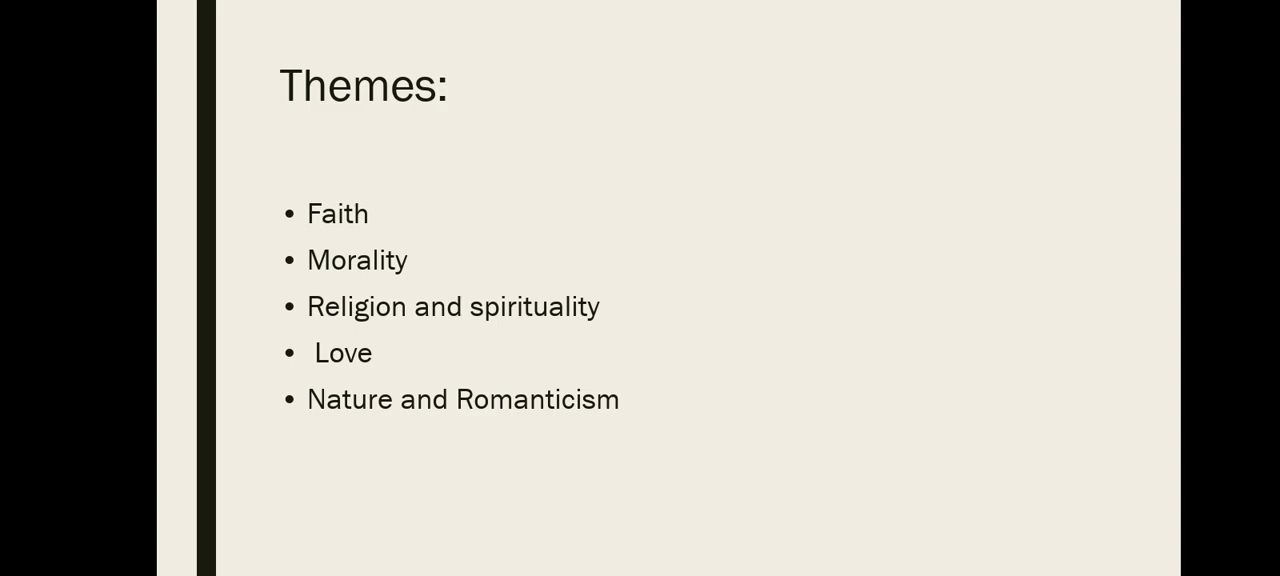 Themes:
• Faith
• Morality
• Religion and spirituality
• Love
• Nature and Romanticism